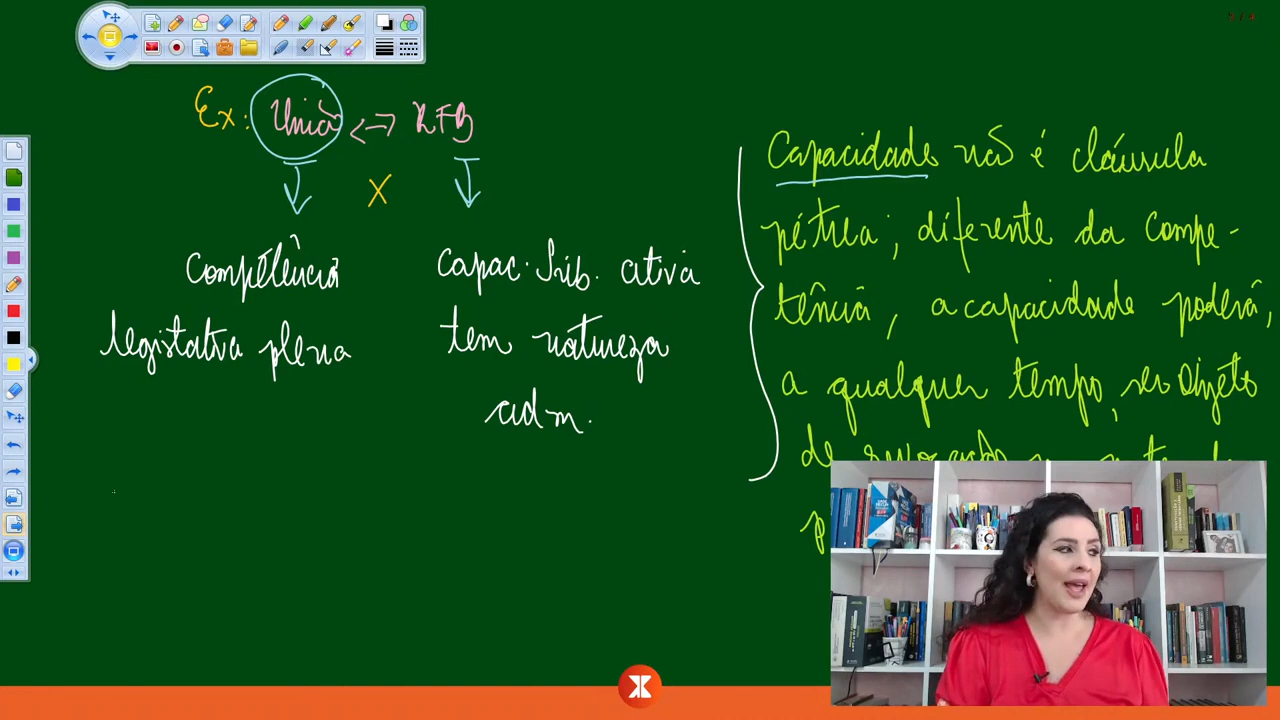 Ex: União <-> RFB
X
Competência
legislativa plena
capac. trib. ativa
tem natureza
adm.
Capacidade não é cláusula
pétrea; diferente da compe-
tência, a capacidade poderá,
a qualquer tempo, ser objeto
de